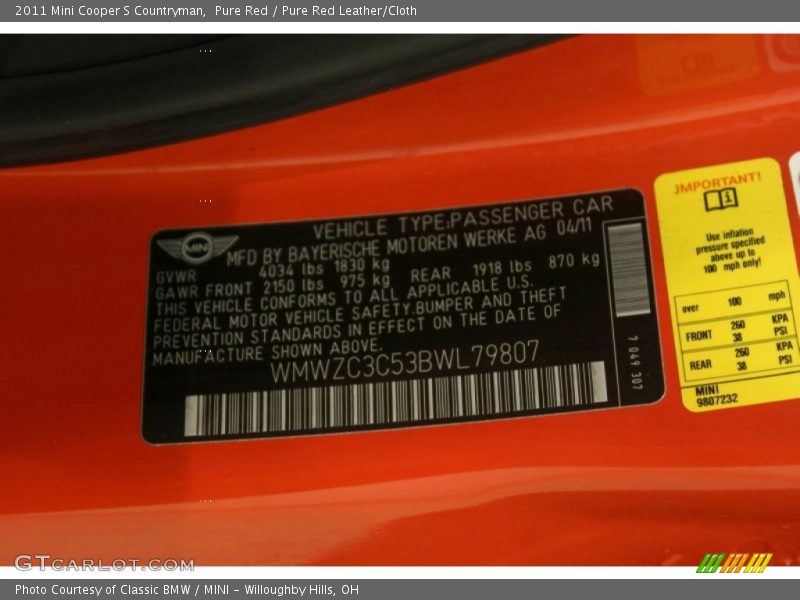 2011 Mini Cooper S Countryman, Pure Red / Pure Red Leather/Cloth
MINI
VEHICLE TYPE:PASSENGER CAR
MFD BY BAYERISCHE MOTOREN WERKE AG 04/11
GVWR 4034 lbs 1830 kg
GAWR FRONT 2150 lbs 975 kg REAR 1918 lbs 870 kg
THIS VEHICLE CONFORMS TO ALL APPLICABLE U.S.
FEDERAL MOTOR VEHICLE SAFETY.BUMPER AND THEFT
PREVENTION STANDARDS IN EFFECT ON THE DATE OF
MANUFACTURE SHOWN ABOVE.
WMWZC3C53BWL79807
7 049 307
IMPORTANT!
Use inflation
pressure specified
above up to
100 mph only!
over 100 mph
FRONT 260 KPA
38 PSI
REAR 260 KPA
38 PSI
MINI
9807232
GTCARLOT.COM
Photo Courtesy of Classic BMW / MINI - Willoughby Hills, OH